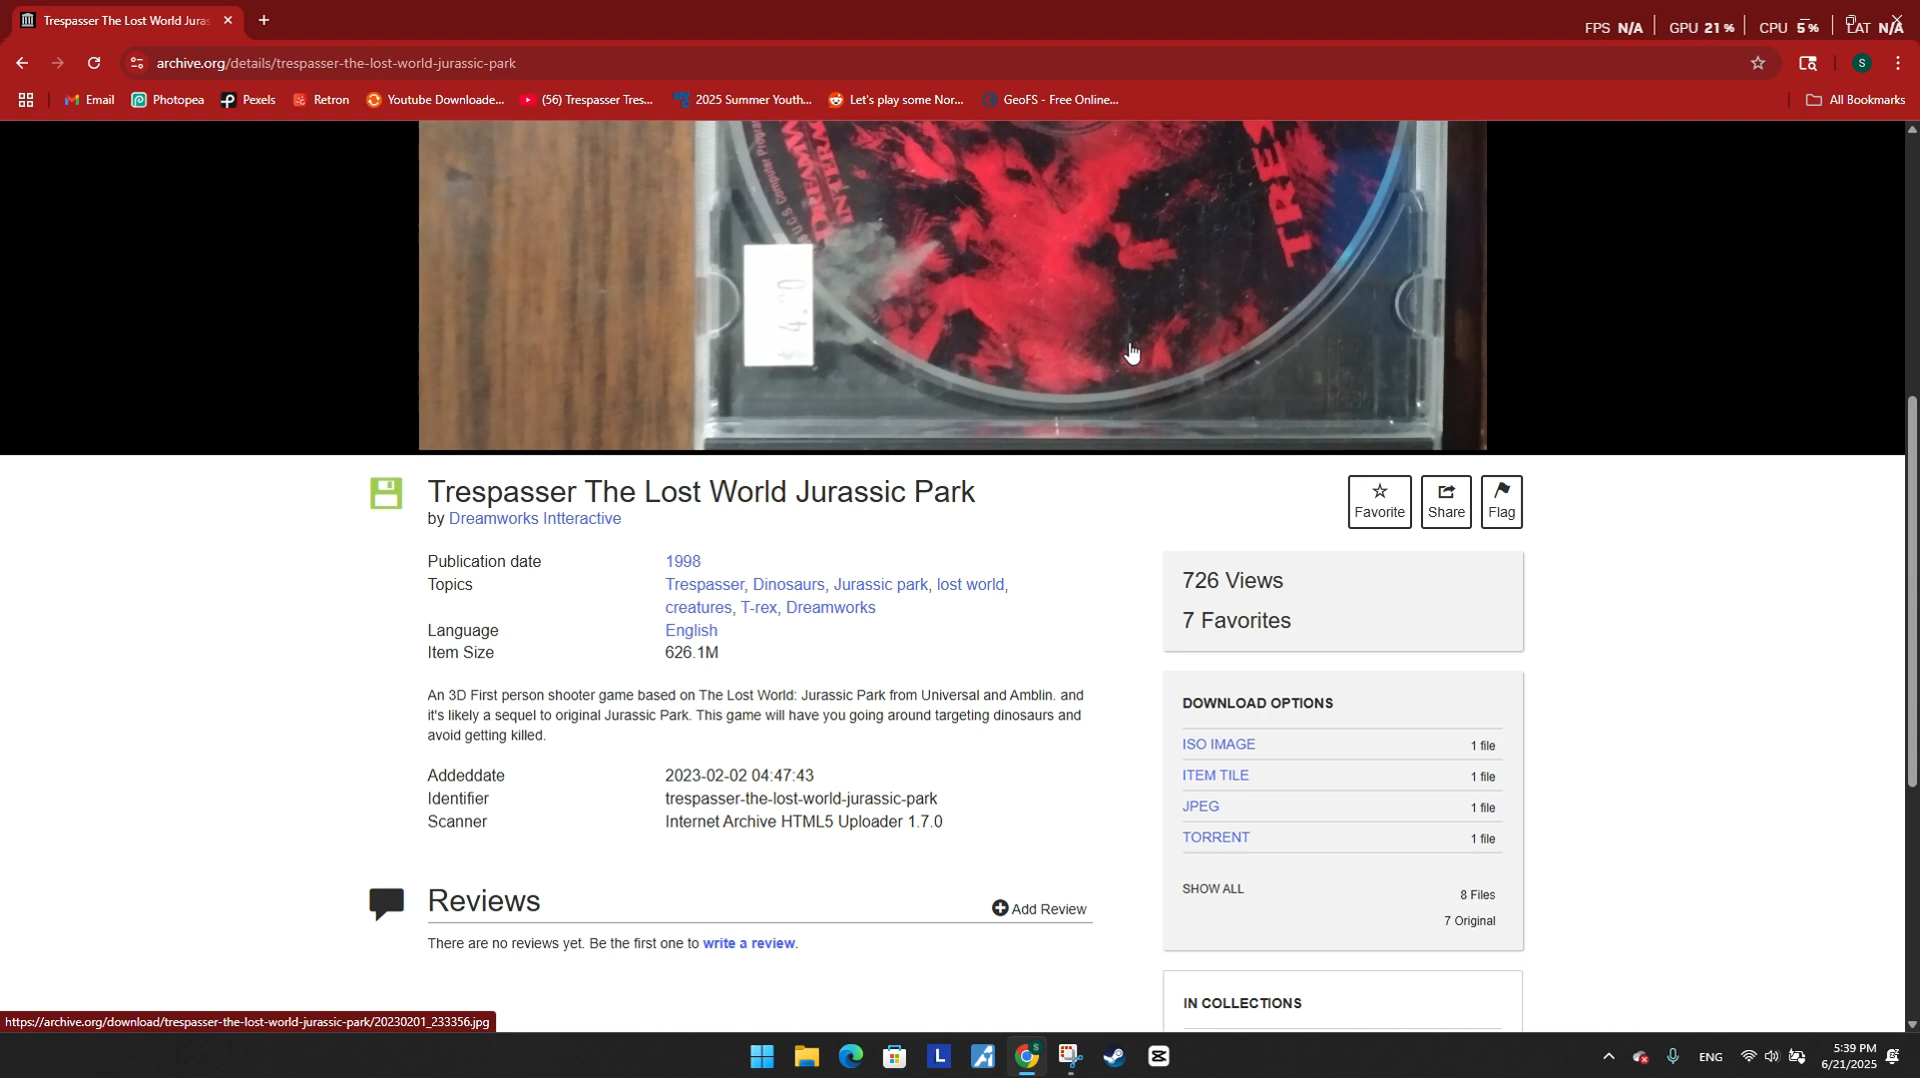 Trespasser The Lost World Juras
FPS N/A GPU 21 % CPU 5 % LAT N/A
archive.org/details/trespasser-the-lost-world-jurassic-park
S
Email Photopea Pexels Retron Youtube Downloade... (56) Trespasser Tres... 2025 Summer Youth... Let's play some Nor... GeoFS - Free Online... All Bookmarks
DREAMW
INTERA
TRES
Trespasser The Lost World Jurassic Park
by Dreamworks Intteractive
Favorite Share Flag
Publication date 1998
Topics Trespasser, Dinosaurs, Jurassic park, lost world,
creatures, T-rex, Dreamworks
Language English
Item Size 626.1M
726 Views
7 Favorites
An 3D First person shooter game based on The Lost World: Jurassic Park from Universal and Amblin. and
it's likely a sequel to original Jurassic Park. This game will have you going around targeting dinosaurs and
avoid getting killed.
Addeddate 2023-02-02 04:47:43
Identifier trespasser-the-lost-world-jurassic-park
Scanner Internet Archive HTML5 Uploader 1.7.0
DOWNLOAD OPTIONS
ISO IMAGE 1 file
ITEM TILE 1 file
JPEG 1 file
TORRENT 1 file
SHOW ALL 8 Files
7 Original
Reviews
Add Review
There are no reviews yet. Be the first one to write a review.
IN COLLECTIONS
https://archive.org/download/trespasser-the-lost-world-jurassic-park/20230201_233356.jpg
L
S
ENG
5:39 PM
6/21/2025